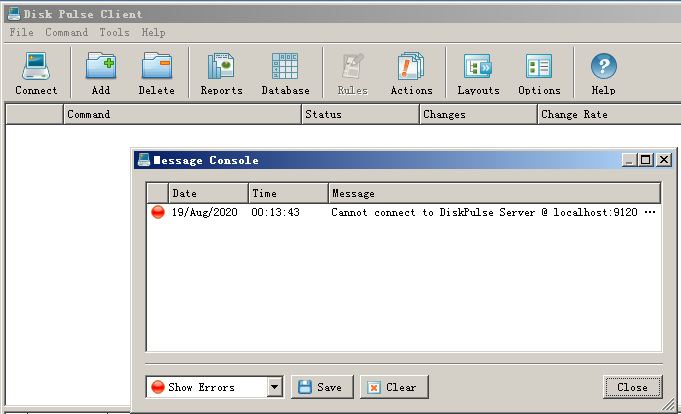 Disk Pulse Client
File Command Tools Help
Connect Add Delete Reports Database Rules Actions Layouts Options Help
Command Status Changes Change Rate
Message Console
Date Time Message
19/Aug/2020 00:13:43 Cannot connect to DiskPulse Server @ localhost:9120 ...
Show Errors Save Clear Close